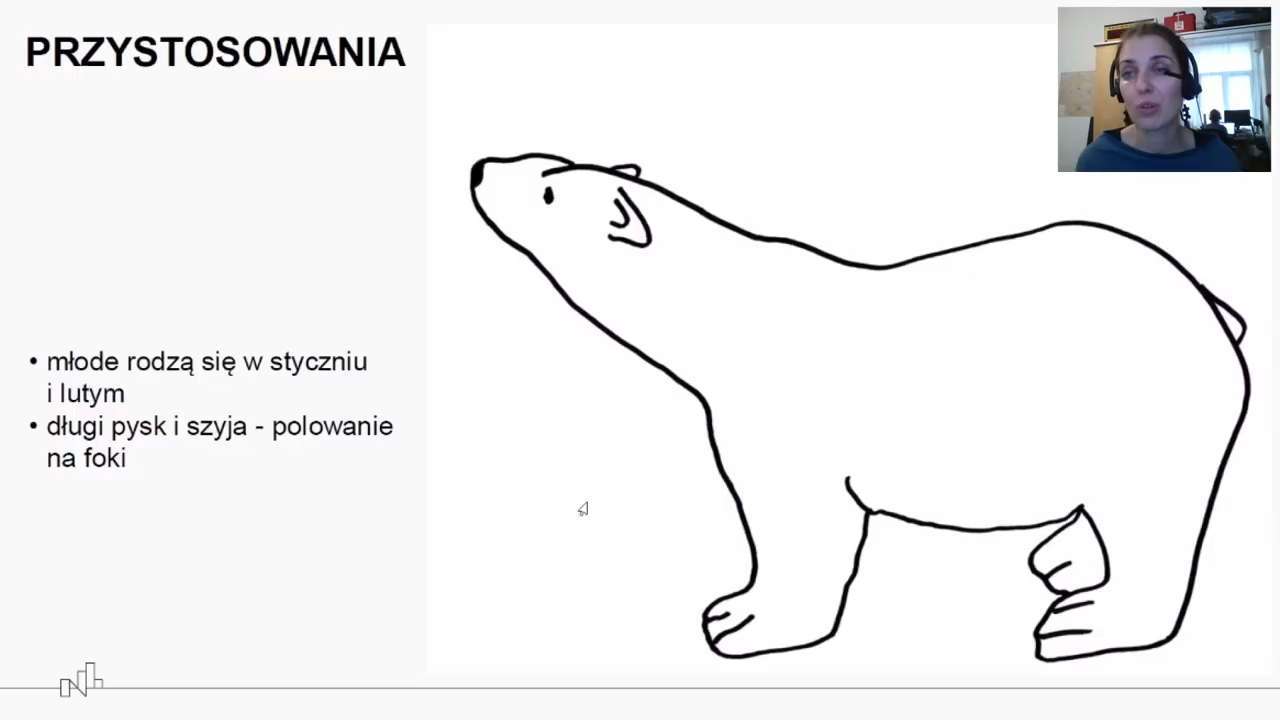 PRZYSTOSOWANIA
• młode rodzą się w styczniu
i lutym
• długi pysk i szyja - polowanie
na foki